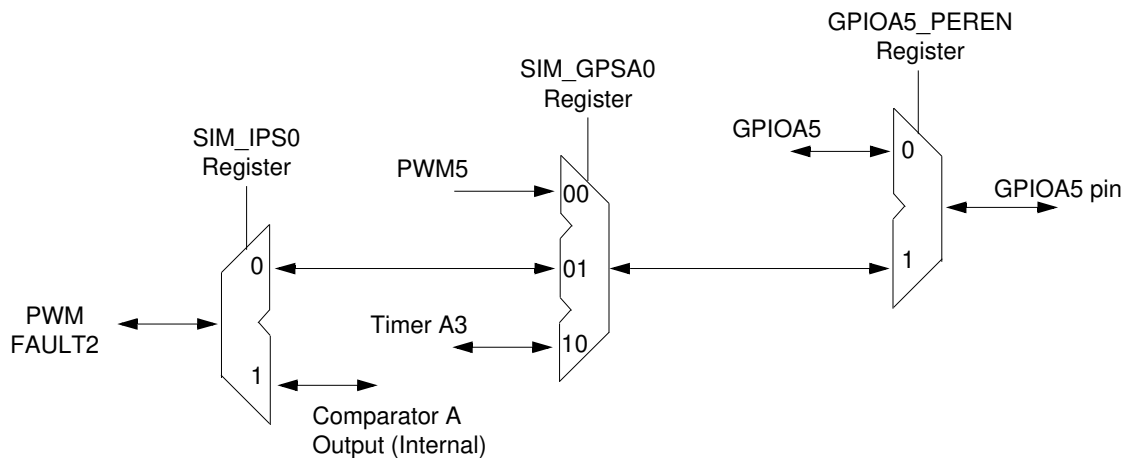 GPIOA5_PEREN
Register
SIM_GPSA0
Register
SIM_IPS0
Register
GPIOA5
0
PWM5
00
GPIOA5 pin
0
01
1
PWM
FAULT2
Timer A3
10
1
Comparator A
Output (Internal)